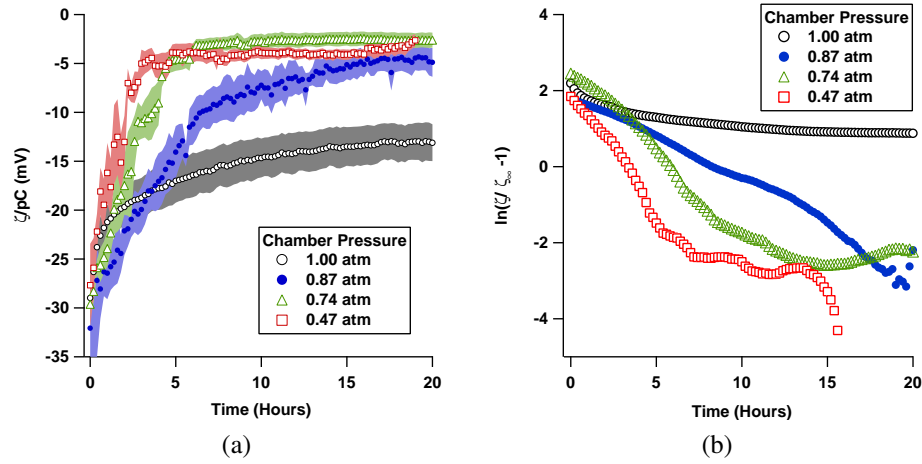 0
-5
-10
-15
-20
-25
-30
-35
ζ/pC (mV)
0
5
10
15
20
Time (Hours)
Chamber Pressure
1.00 atm
0.87 atm
0.74 atm
0.47 atm
(a)
4
2
0
-2
-4
ln(ζ/ ζ∞ -1)
0
5
10
15
20
Time (Hours)
Chamber Pressure
1.00 atm
0.87 atm
0.74 atm
0.47 atm
(b)